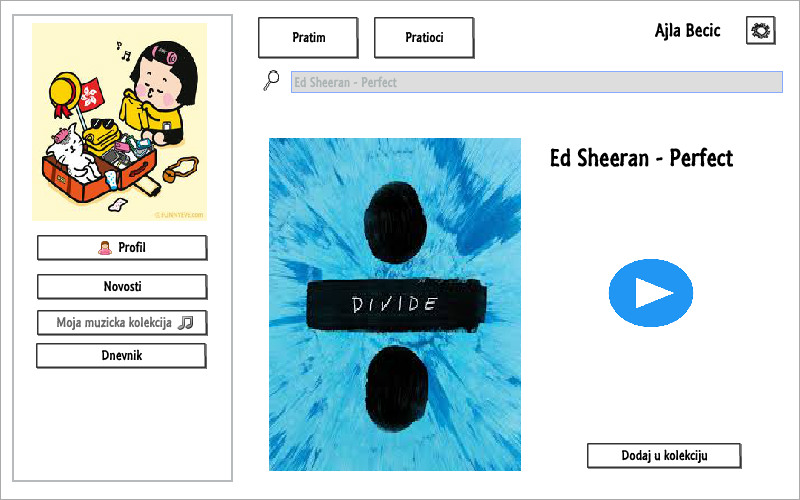 Pratim
Pratioci
Ajla Becic
Ed Sheeran - Perfect
Ed Sheeran - Perfect
DIVIDE
Profil
Novosti
Moja muzicka kolekcija
Dnevnik
Dodaj u kolekciju